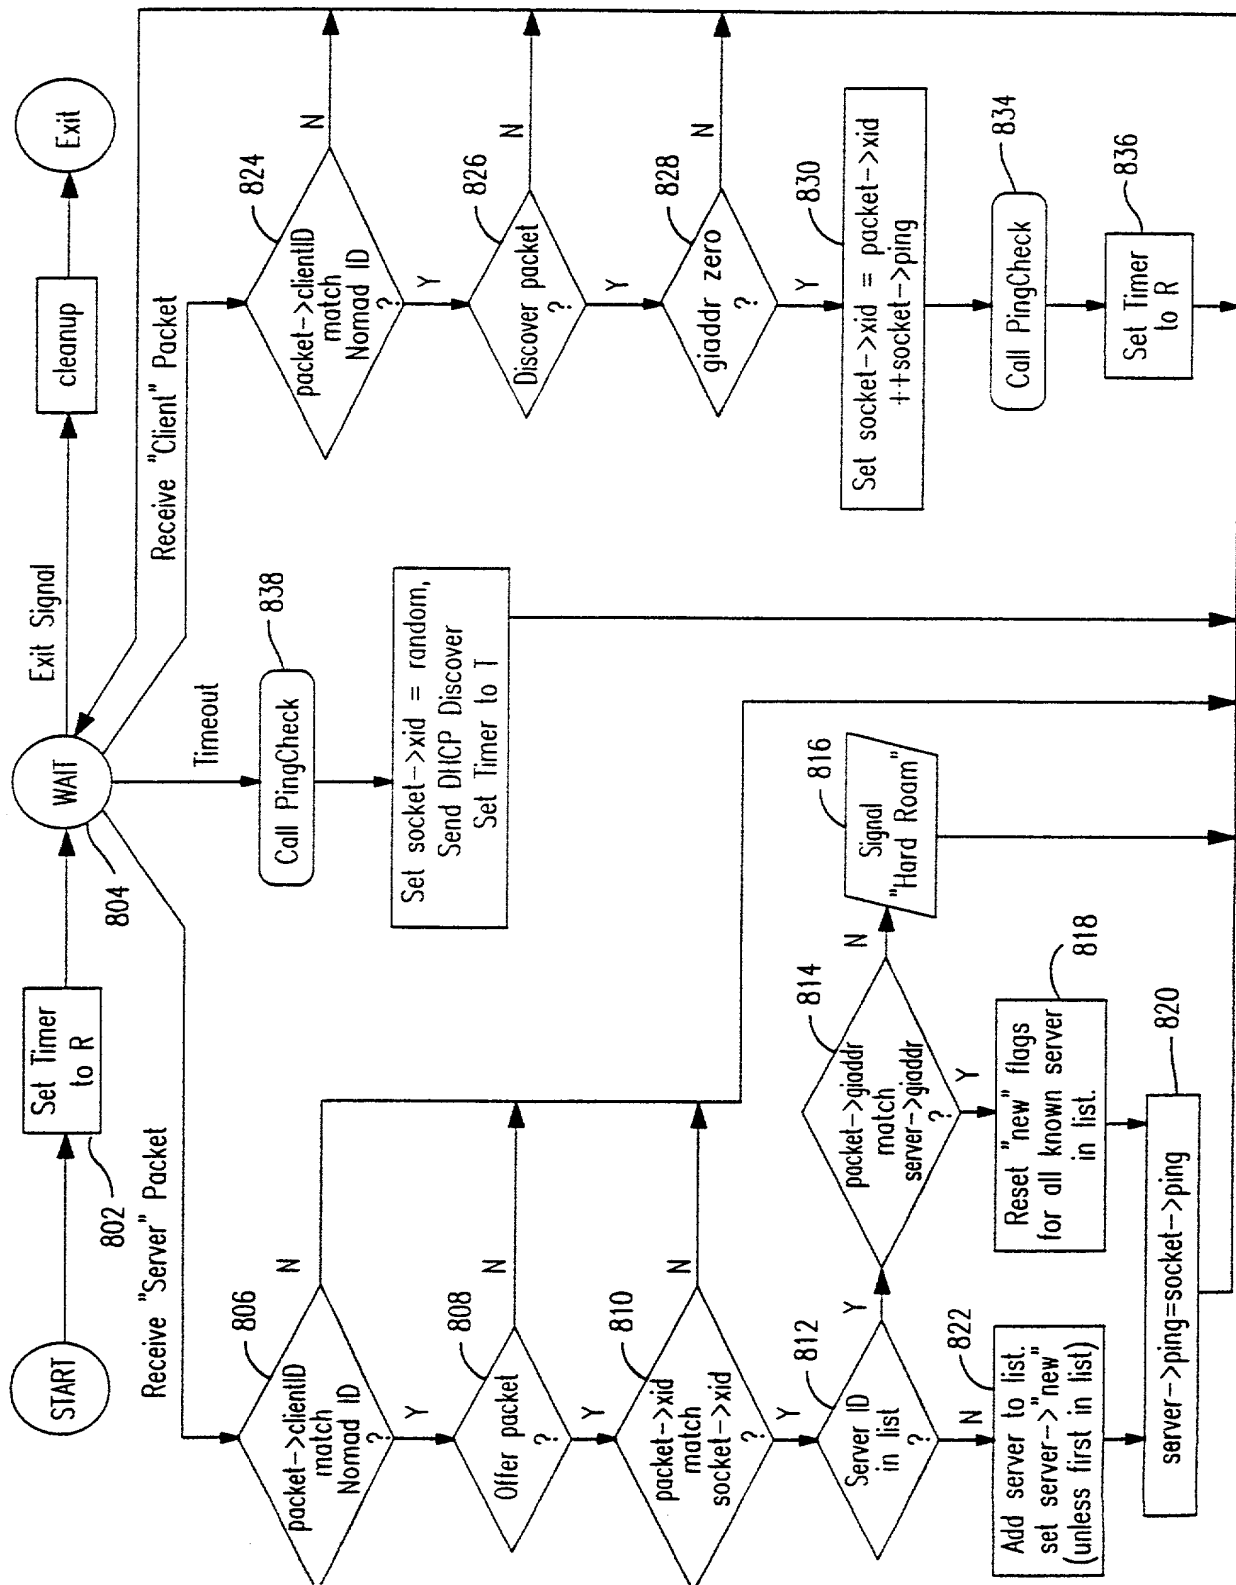 START
Set Timer
to R
802
WAIT
804
Exit Signal
cleanup
Exit
Receive "Server" Packet
Timeout
Receive "Client" Packet
806
packet->clientID
match
Nomad ID
?
N
Y
808
Offer packet
?
N
Y
810
packet->xid
match
socket->xid
?
N
Y
812
Server ID
in list
?
Y
N
822
Add server to list.
set server->"new"
(unless first in list)
814
packet->giaddr
match
server->giaddr
?
N
Y
816
Signal
"Hard Roam"
818
Reset "new" flags
for all known server
in list.
820
server->ping=socket->ping
838
Call PingCheck
Set socket->xid = random,
Send DHCP Discover
Set Timer to T
824
packet->clientID
match
Nomad ID
?
N
Y
826
Discover packet
?
N
Y
828
giaddr zero
?
N
Y
830
Set socket->xid = packet->xid
++socket->ping
834
Call PingCheck
836
Set Timer
to R